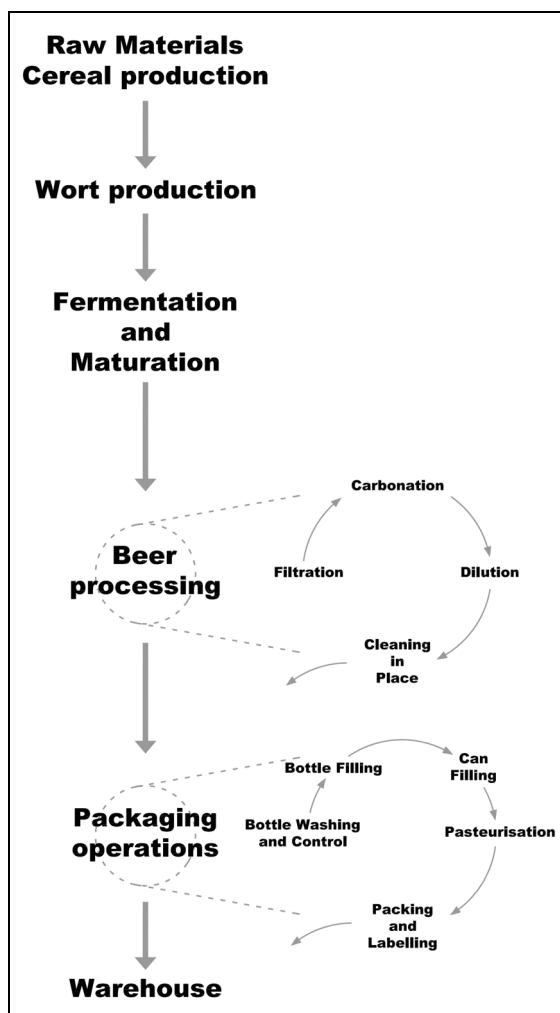 Raw Materials
Cereal production
Wort production
Fermentation
and
Maturation
Beer
processing
Carbonation
Filtration
Dilution
Cleaning
in
Place
Packaging
operations
Bottle Filling
Can
Filling
Bottle Washing
and Control
Pasteurisation
Packing
and
Labelling
Warehouse